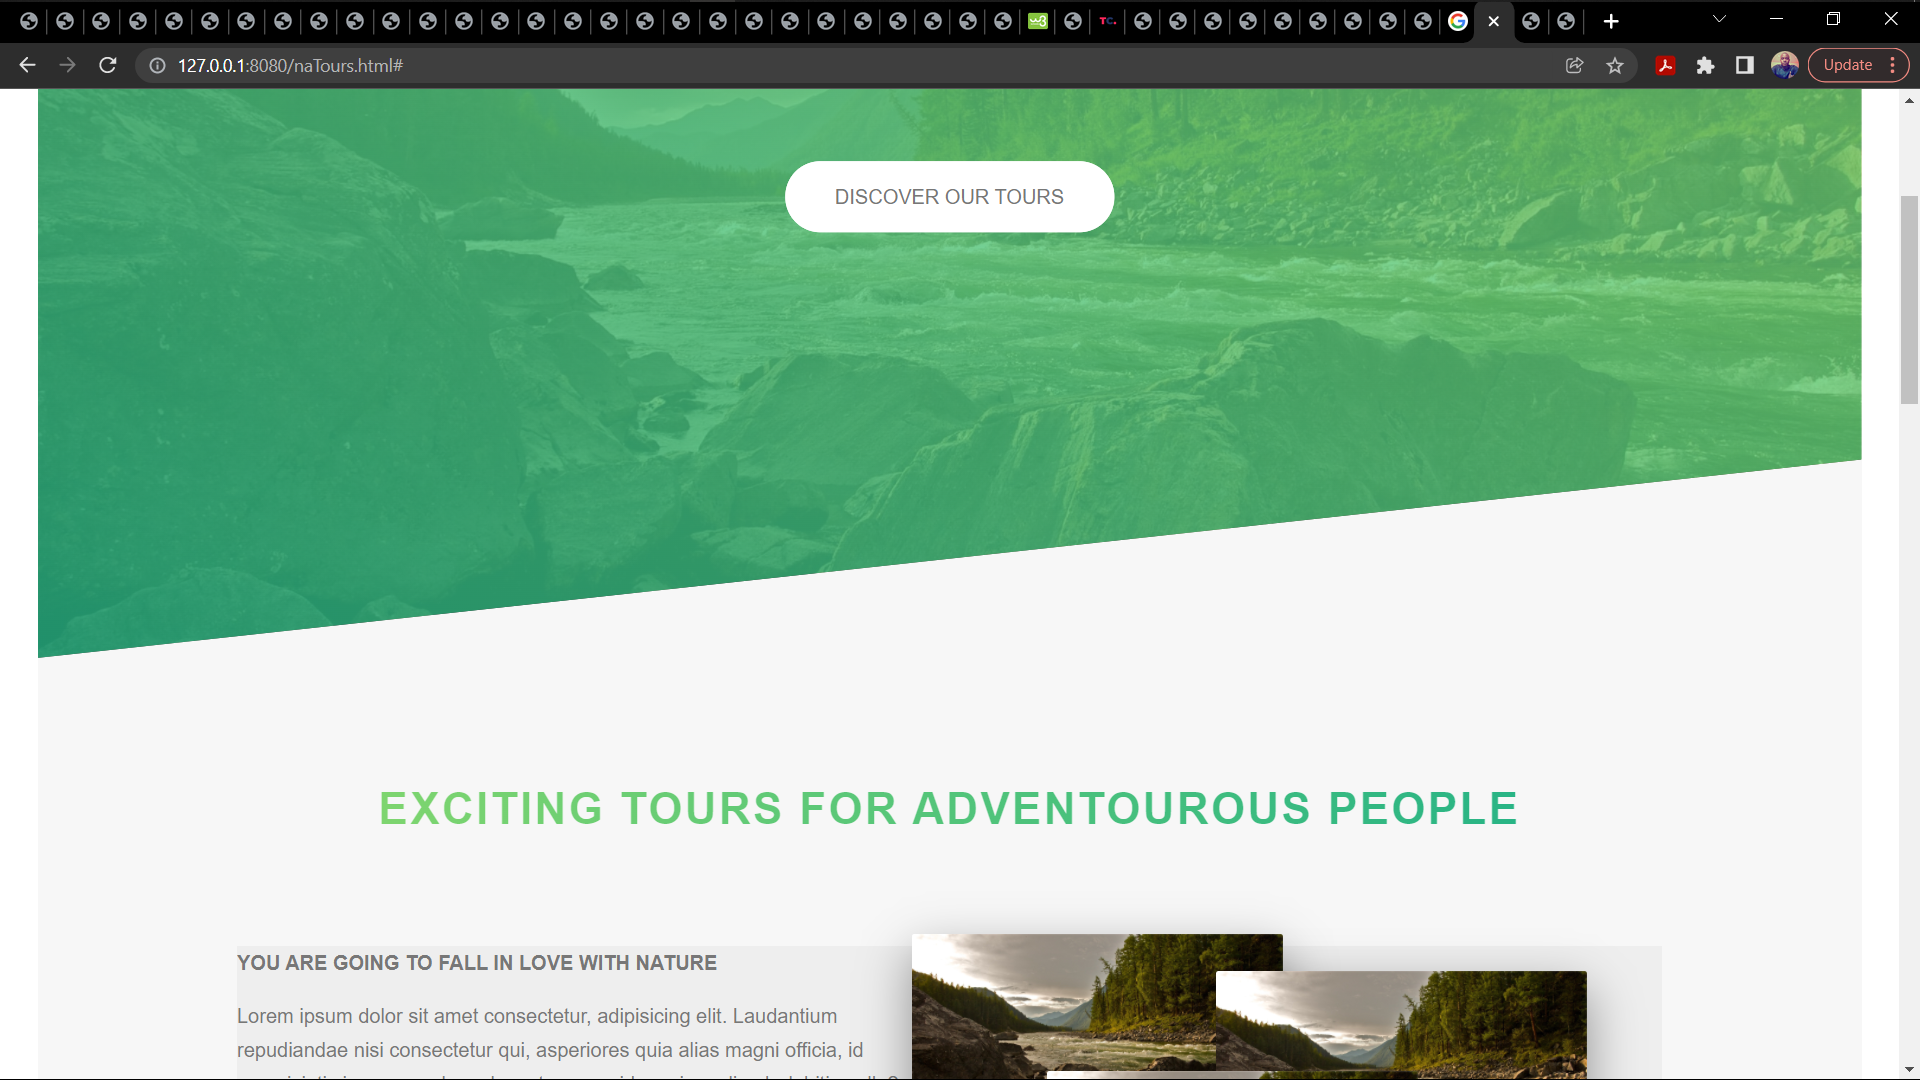 W3
TC.
G
127.0.0.1:8080/naTours.html#
Update
DISCOVER OUR TOURS
EXCITING TOURS FOR ADVENTOUROUS PEOPLE
YOU ARE GOING TO FALL IN LOVE WITH NATURE
Lorem ipsum dolor sit amet consectetur, adipisicing elit. Laudantium
repudiandae nisi consectetur qui, asperiores quia alias magni officia, id